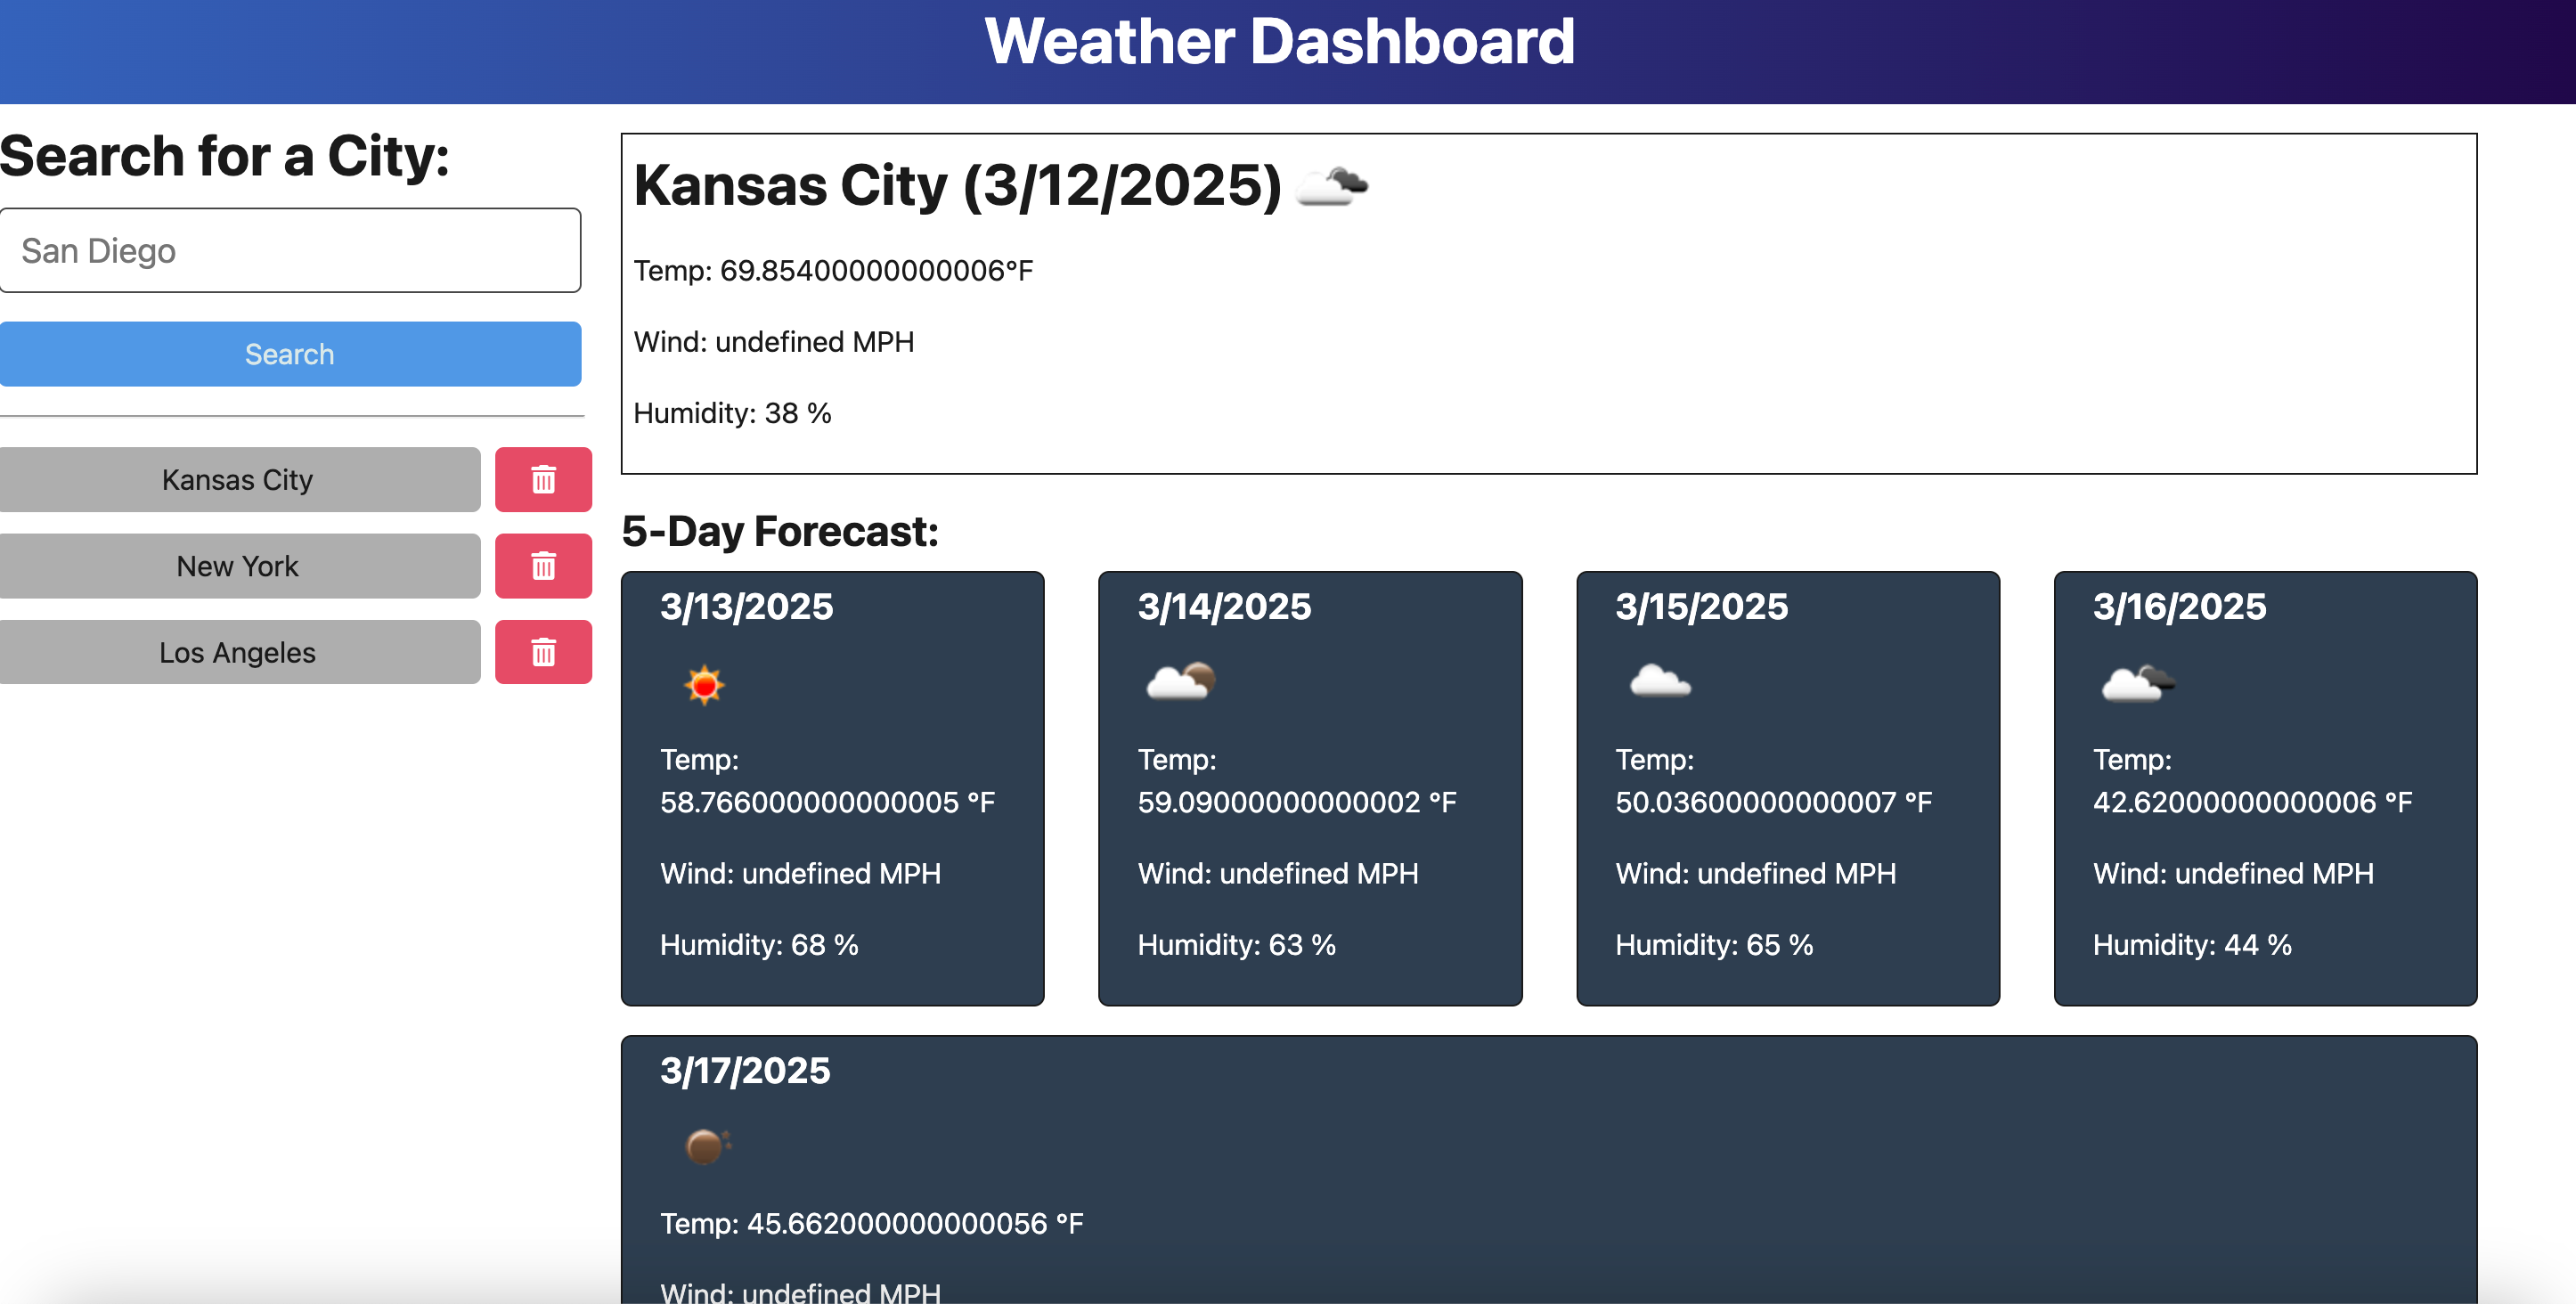 Weather Dashboard
Search for a City:
San Diego
Search
Kansas City
New York
Los Angeles
Kansas City (3/12/2025)
Temp: 69.85400000000006°F
Wind: undefined MPH
Humidity: 38 %
5-Day Forecast:
3/13/2025
Temp:
58.766000000000005 °F
Wind: undefined MPH
Humidity: 68 %
3/14/2025
Temp:
59.09000000000002 °F
Wind: undefined MPH
Humidity: 63 %
3/15/2025
Temp:
50.03600000000007 °F
Wind: undefined MPH
Humidity: 65 %
3/16/2025
Temp:
42.62000000000006 °F
Wind: undefined MPH
Humidity: 44 %
3/17/2025
Temp: 45.662000000000056 °F
Wind: undefined MPH